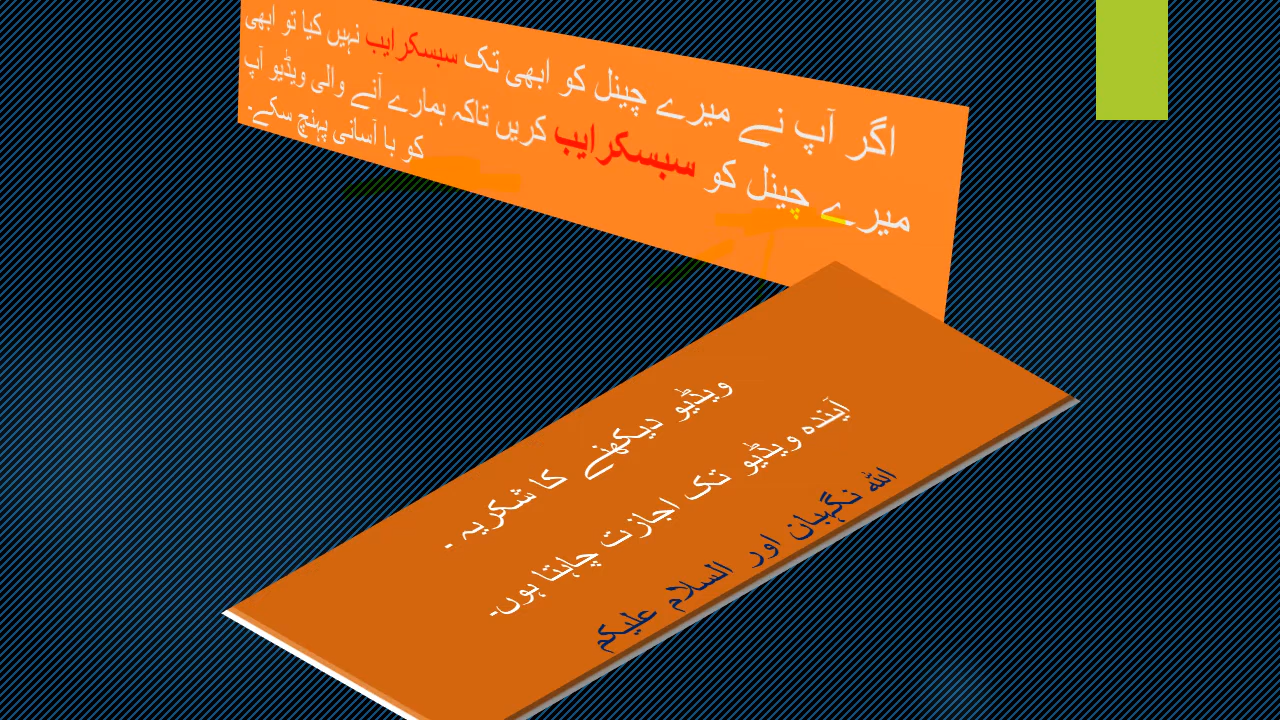 اگر آپ نے میرے چینل کو ابھی تک سبسکرایب نہیں کیا تو ابھی
میرے چینل کو سبسکرایب کریں تاکہ ہمارے آنے والی ویڈیو آپ
کو با آسانی پہنچ سکے۔
ویڈیو دیکھنے کا شکریہ ۔
آیندہ ویڈیو تک اجازت چاہتا ہوں۔
اللہ نگہبان اور السلام علیکم